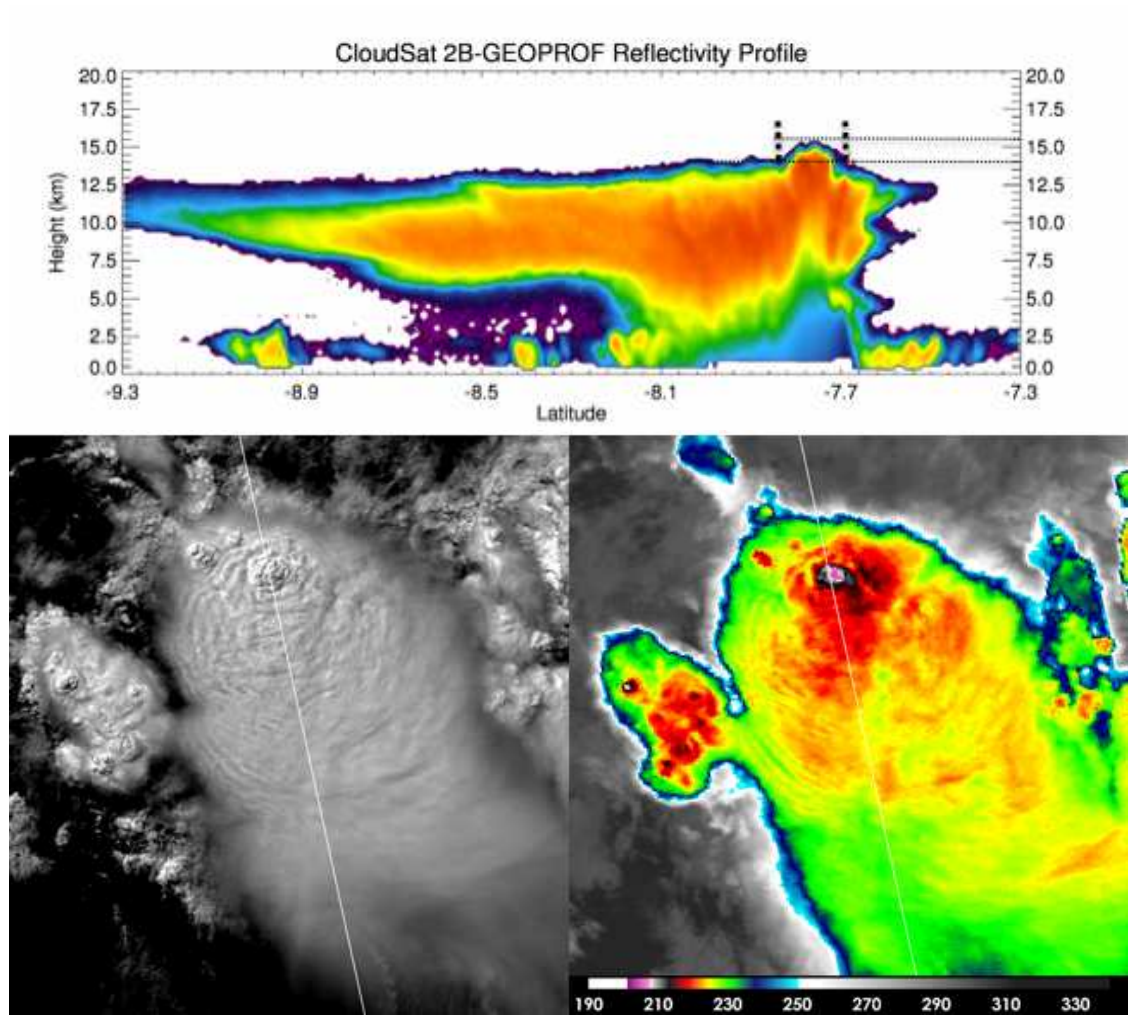 CloudSat 2B-GEOPROF Reflectivity Profile
20.0 20.0
17.5 17.5
15.0 15.0
12.5 12.5
Height (km)
10.0 10.0
7.5 7.5
5.0 5.0
2.5 2.5
0.0 0.0
-9.3 -8.9 -8.5 -8.1 -7.7 -7.3
Latitude
190 210 230 250 270 290 310 330